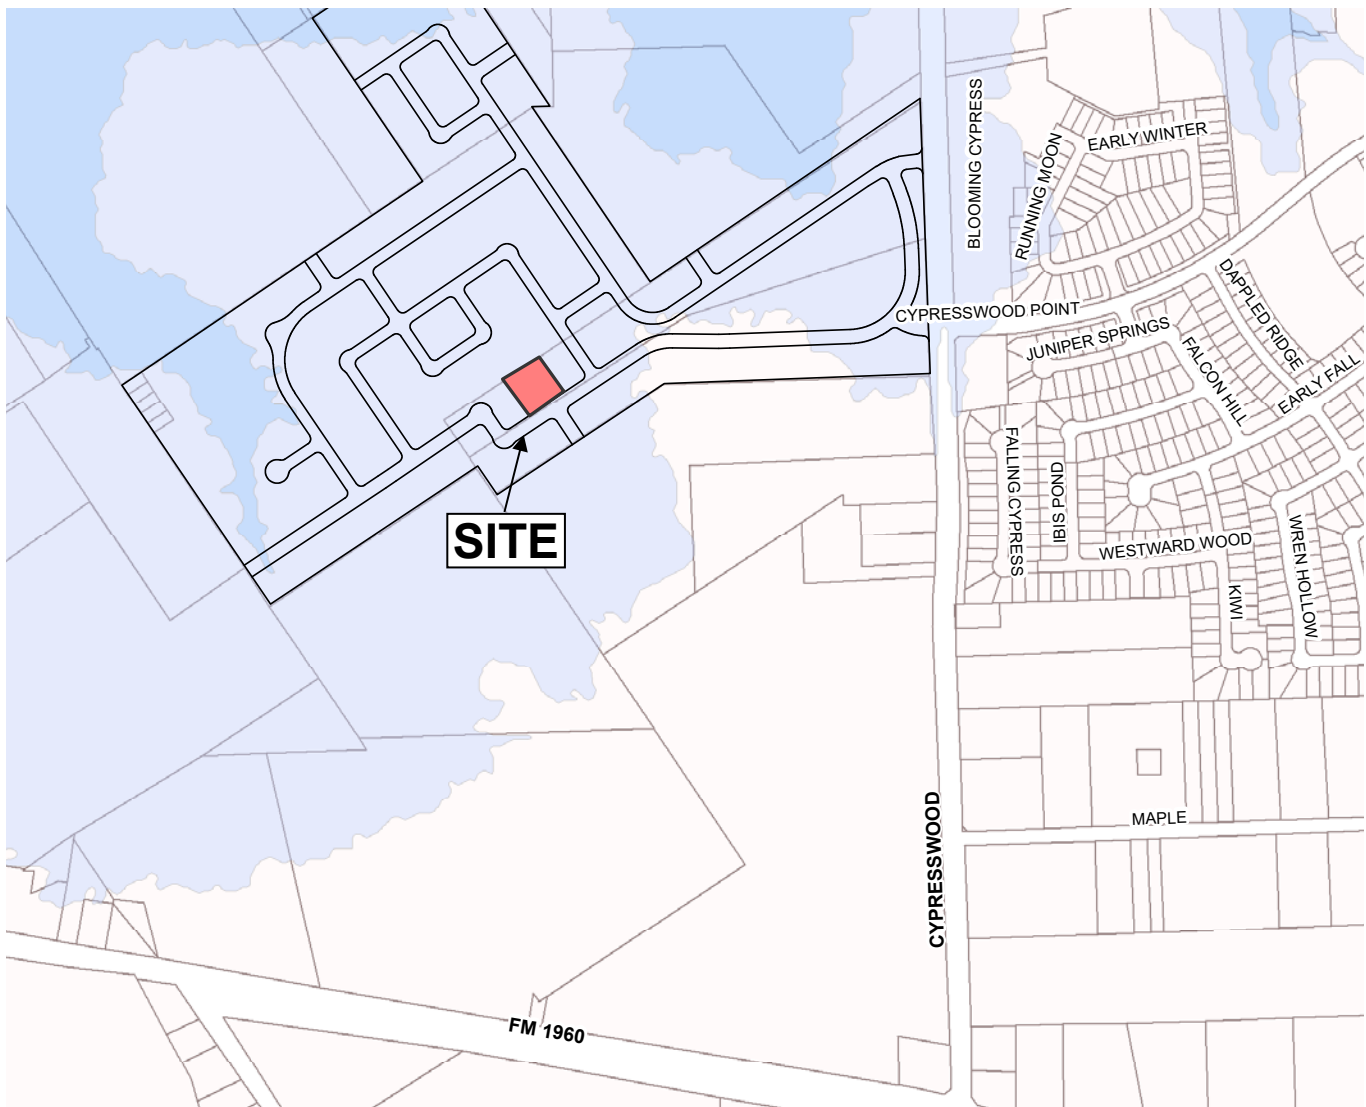 BLOOMING CYPRESS
EARLY WINTER
RUNNING MOON
DAPPLED RIDGE
CYPRESSWOOD POINT
JUNIPER SPRINGS
FALCON HILL
EARLY FALL
FALLING CYPRESS
IBIS POND
SITE
WESTWARD WOOD
WREN HOLLOW
KIWI
MAPLE
CYPRESSWOOD
FM 1960